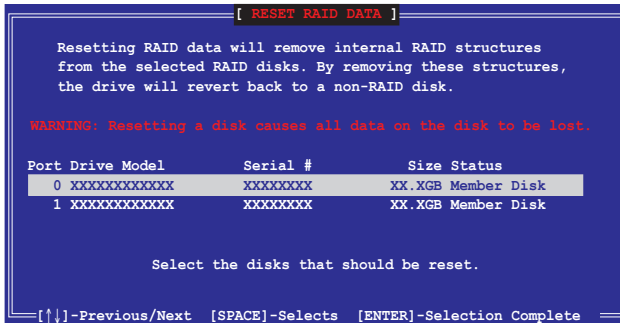 [ RESET RAID DATA ]
Resetting RAID data will remove internal RAID structures
from the selected RAID disks. By removing these structures,
the drive will revert back to a non-RAID disk.
WARNING: Resetting a disk causes all data on the disk to be lost.
Port Drive Model Serial # Size Status
0 XXXXXXXXXXXX XXXXXXXX XX.XGB Member Disk
1 XXXXXXXXXXXX XXXXXXXX XX.XGB Member Disk
Select the disks that should be reset.
[↑↓]-Previous/Next [SPACE]-Selects [ENTER]-Selection Complete